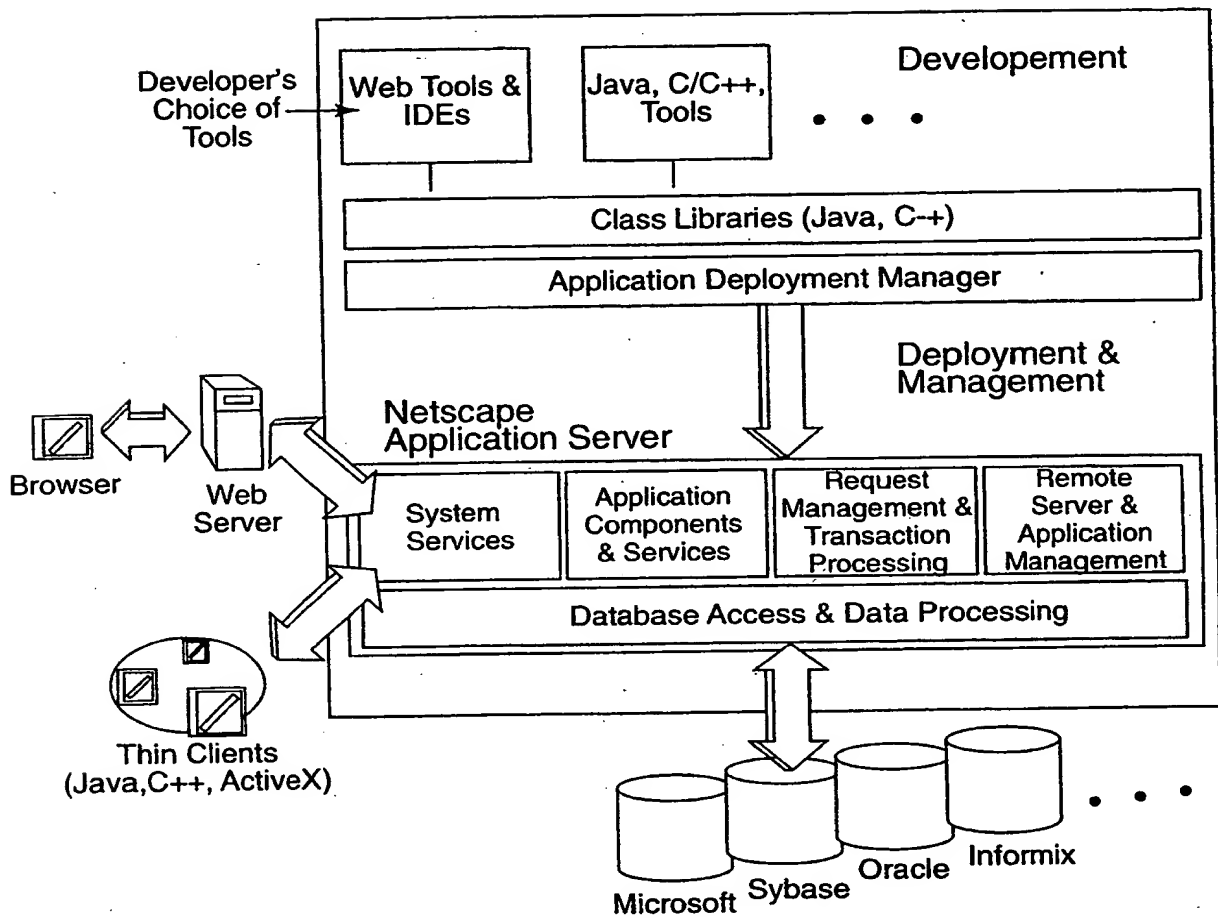 Developement
Developer's
Choice of
Tools
Web Tools &
IDEs
Java, C/C++,
Tools
Class Libraries (Java, C-+)
Application Deployment Manager
Deployment &
Management
Netscape
Application Server
Browser
Web
Server
System
Services
Application
Components
& Services
Request
Management &
Transaction
Processing
Remote
Server &
Application
Management
Database Access & Data Processing
Thin Clients
(Java,C++, ActiveX)
Microsoft
Sybase
Oracle
Informix